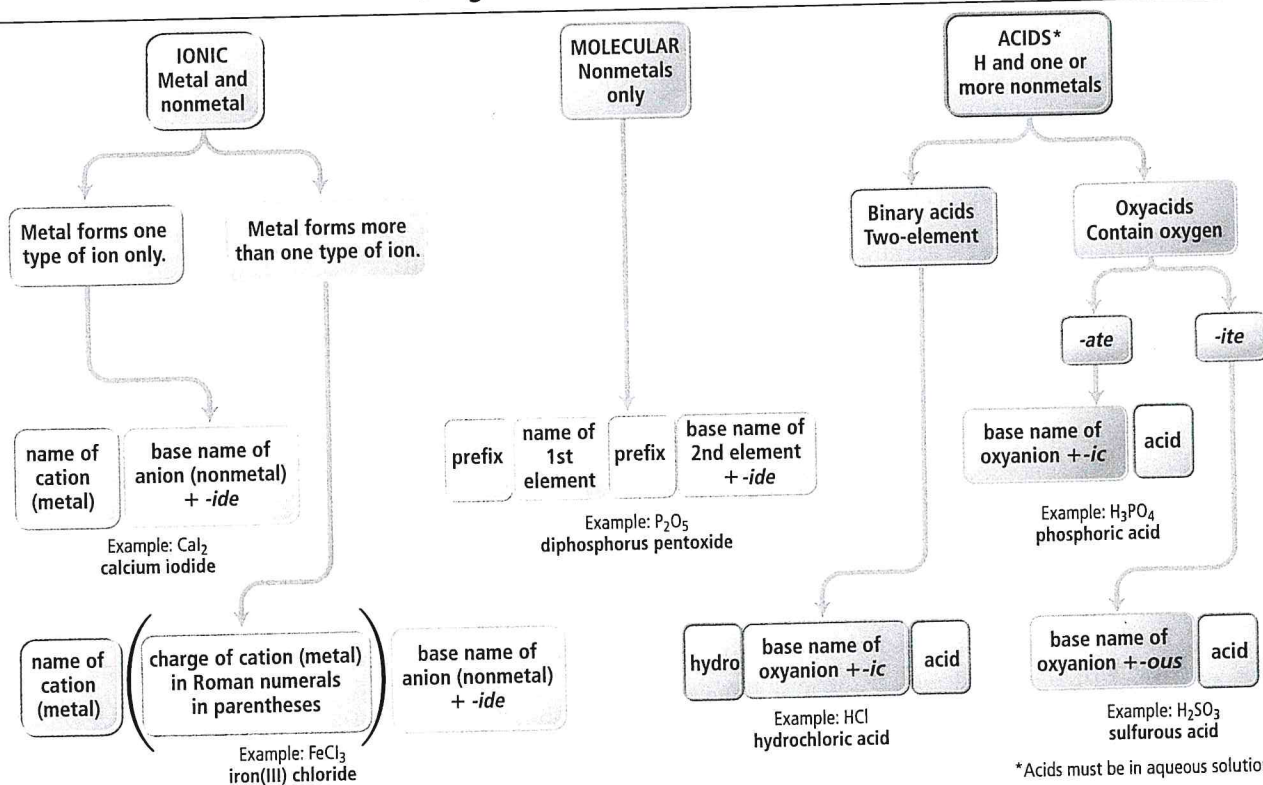 IONIC
Metal and
nonmetal
MOLECULAR
Nonmetals
only
ACIDS*
H and one or
more nonmetals
Metal forms one
type of ion only.
Metal forms more
than one type of ion.
Binary acids
Two-element
Oxyacids
Contain oxygen
-ate
-ite
name of
cation
(metal)
base name of
anion (nonmetal)
+ -ide
Example: CaI₂
calcium iodide
prefix
name of
1st
element
prefix
base name of
2nd element
+-ide
Example: P₂O₅
diphosphorus pentoxide
base name of
oxyanion +-ic
acid
Example: H₃PO₄
phosphoric acid
name of
cation
(metal)
(charge of cation (metal)
in Roman numerals
in parentheses)
base name of
anion (nonmetal)
+ -ide
Example: FeCl₃
iron(III) chloride
hydro
base name of
oxyanion +-ic
acid
Example: HCl
hydrochloric acid
base name of
oxyanion +-ous
acid
Example: H₂SO₃
sulfurous acid
*Acids must be in aqueous solution